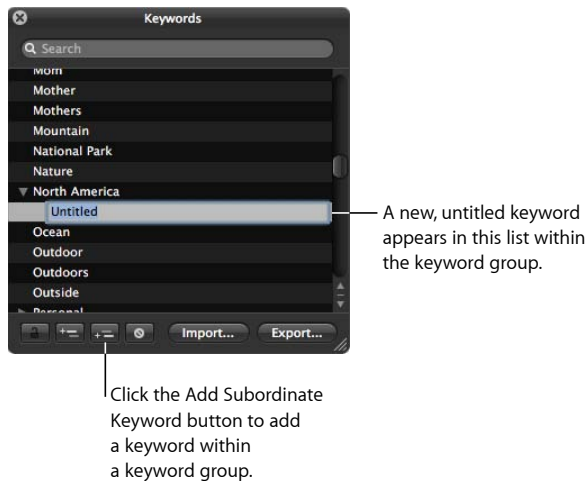 Keywords
Search
Mom
Mother
Mothers
Mountain
National Park
Nature
North America
Untitled
Ocean
Outdoor
Outdoors
Outside
Personal
Import...
Export...
A new, untitled keyword
appears in this list within
the keyword group.
Click the Add Subordinate
Keyword button to add
a keyword within
a keyword group.